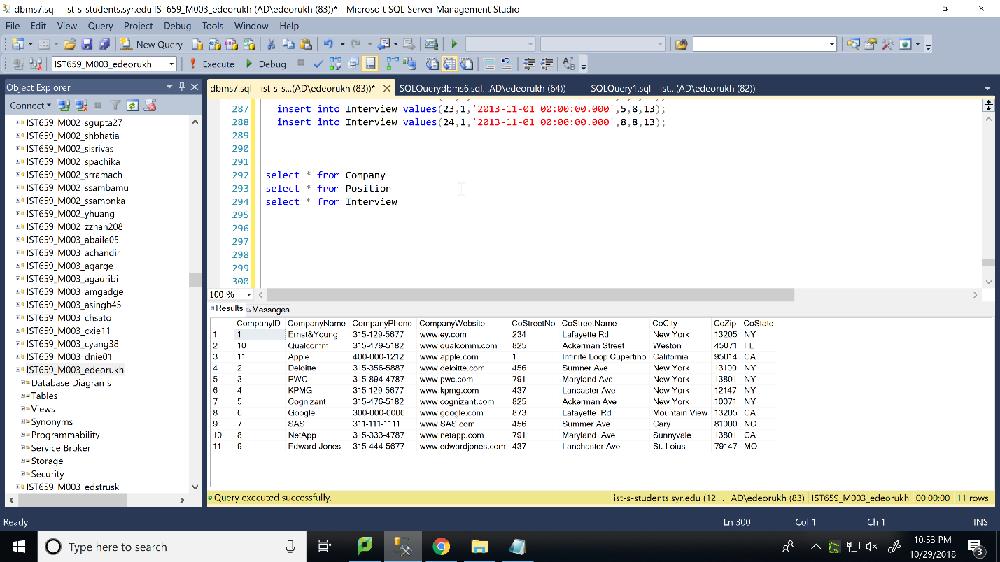 dbms7.sql - ist-s-students.syr.edu.IST659_M003_edeorukh (AD\edeorukh (83))* - Microsoft SQL Server Management Studio
File Edit View Query Project Debug Tools Window Help
New Query
IST659_M003_edeorukh Execute Debug
Object Explorer
Connect
IST659_M002_sgupta27
IST659_M002_shbhatia
IST659_M002_sisrivas
IST659_M002_spachika
IST659_M002_srramach
IST659_M002_ssambamu
IST659_M002_ssamonka
IST659_M002_yhuang
IST659_M002_zzhan208
IST659_M003_abaile05
IST659_M003_achandir
IST659_M003_agarge
IST659_M003_agauribi
IST659_M003_amgadge
IST659_M003_asingh45
IST659_M003_chsato
IST659_M003_cxie11
IST659_M003_cyang38
IST659_M003_dnie01
IST659_M003_edeorukh
Database Diagrams
Tables
Views
Synonyms
Programmability
Service Broker
Storage
Security
IST659_M003_edstrusk
dbms7.sql - ist-s-s...(AD\edeorukh (83))* SQLQuerydbms6.sql...AD\edeorukh (64)) SQLQuery1.sql - ist...(AD\edeorukh (82))
287 insert into Interview values(23,1,'2013-11-01 00:00:00.000',5,8,13);
288 insert into Interview values(24,1,'2013-11-01 00:00:00.000',8,8,13);
289
290
291
292 select * from Company
293 select * from Position
294 select * from Interview
295
296
297
298
299
300
100 %
Results Messages
CompanyID CompanyName CompanyPhone CompanyWebsite CoStreetNo CoStreetName CoCity CoZip CoState
1 1 Ernst&Young 315-129-5677 www.ey.com 234 Lafayette Rd New York 13205 NY
2 10 Qualcomm 315-479-5182 www.qualcomm.com 825 Ackerman Street Weston 45071 FL
3 11 Apple 400-000-1212 www.apple.com 1 Infinite Loop Cupertino California 95014 CA
4 2 Deloitte 315-356-5887 www.deloitte.com 456 Sumner Ave New York 13100 NY
5 3 PWC 315-894-4787 www.pwc.com 791 Maryland Ave New York 13801 NY
6 4 KPMG 315-129-5677 www.kpmg.com 437 Lancaster Ave New York 12147 NY
7 5 Cognizant 315-476-5182 www.cognizant.com 825 Ackerman Ave New York 10071 NY
8 6 Google 300-000-0000 www.google.com 873 Lafayette Rd Mountain View 13205 CA
9 7 SAS 311-111-1111 www.SAS.com 456 Summer Ave Cary 81000 NC
10 8 NetApp 315-333-4787 www.netapp.com 791 Maryland Ave Sunnyvale 13801 CA
11 9 Edward Jones 315-444-5677 www.edwardjones.com 437 Lanchaster Ave St. Loius 79147 MO
Query executed successfully. ist-s-students.syr.edu (12.... AD\edeorukh (83) IST659_M003_edeorukh 00:00:00 11 rows
Ready Ln 300 Col 1 Ch 1 INS
Type here to search
10:53 PM
10/29/2018
3